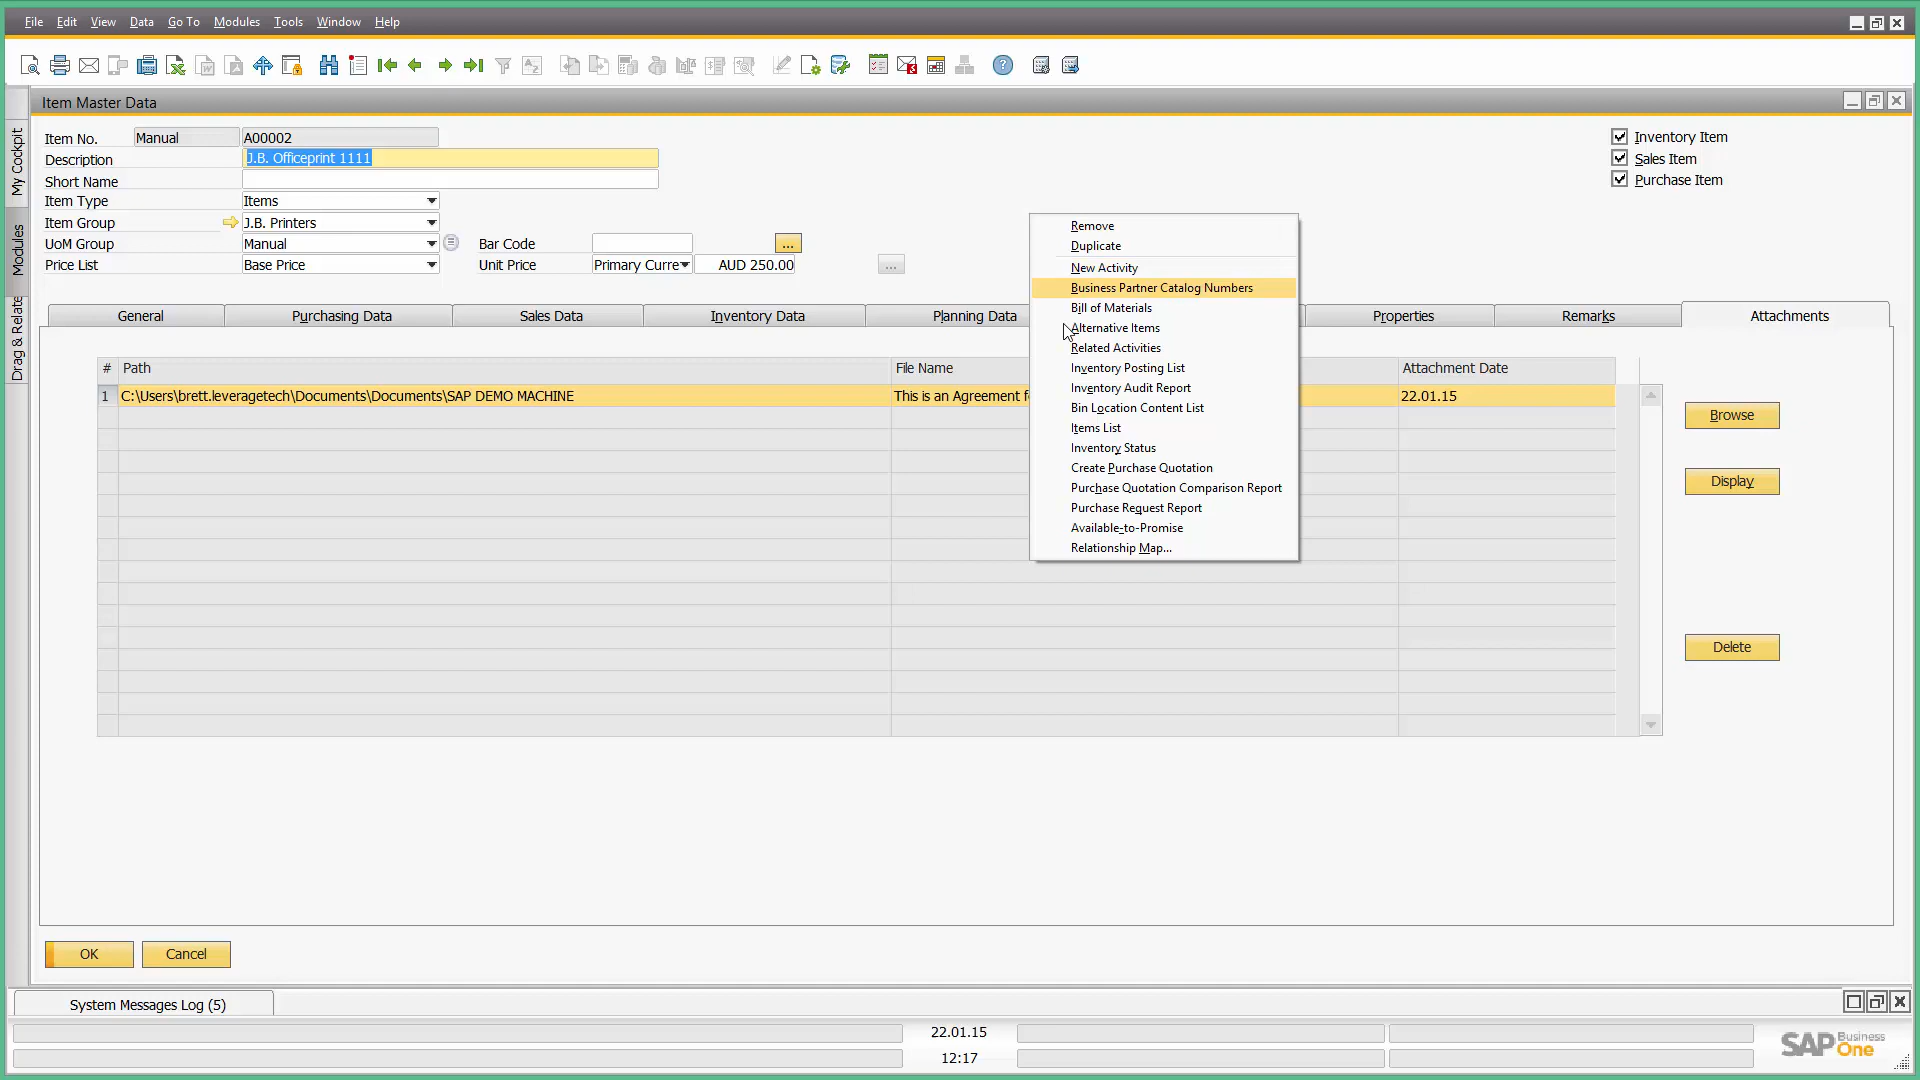 File Edit View Data Go To Modules Tools Window Help
Item Master Data
My Cockpit
Modules
Drag & Relate
Item No. Manual A00002
Description J.B. Officeprint 1111
Short Name
Item Type Items
Item Group J.B. Printers
UoM Group Manual Bar Code ...
Price List Base Price Unit Price Primary Curre AUD 250.00 ...
Inventory Item
Sales Item
Purchase Item
General Purchasing Data Sales Data Inventory Data Planning Data Properties Remarks Attachments
# Path File Name Attachment Date
1 C:\Users\brett.leveragetech\Documents\Documents\SAP DEMO MACHINE This is an Agreement f 22.01.15
Remove
Duplicate
New Activity
Business Partner Catalog Numbers
Bill of Materials
Alternative Items
Related Activities
Inventory Posting List
Inventory Audit Report
Bin Location Content List
Items List
Inventory Status
Create Purchase Quotation
Purchase Quotation Comparison Report
Purchase Request Report
Available-to-Promise
Relationship Map...
Browse
Display
Delete
OK Cancel
System Messages Log (5)
22.01.15
12:17
SAP Business One